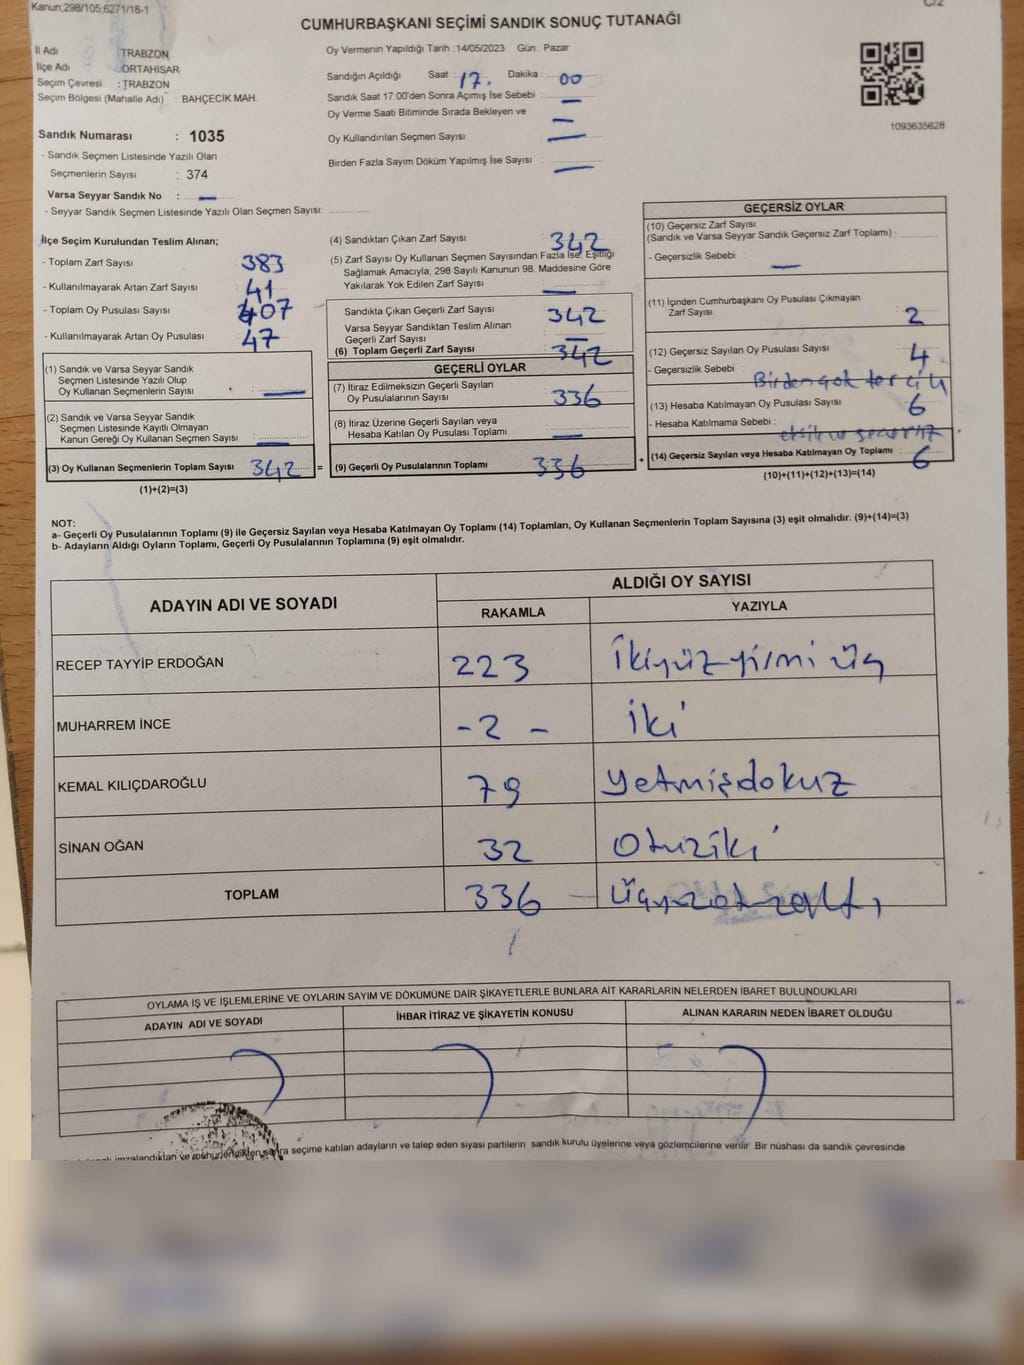 Kanun;298/105;6271/18-1
C/2
CUMHURBAŞKANI SEÇİMİ SANDIK SONUÇ TUTANAĞI
İl Adı TRABZON
İlçe Adı ORTAHİSAR
Seçim Çevresi : TRABZON
Seçim Bölgesi (Mahalle Adı) : BAHÇECİK MAH.
Oy Vermenin Yapıldığı Tarih :14/05/2023 Gün : Pazar
Sandığın Açıldığı Saat : 17. Dakika : 00
Sandık Saat 17:00'den Sonra Açımış İse Sebebi : —
Oy Verme Saati Bitiminde Sırada Bekleyen ve —
Oy Kullandırılan Seçmen Sayısı : —
Birden Fazla Sayım Döküm Yapılmış İse Sayısı : —
1093635628
Sandık Numarası : 1035
- Sandık Seçmen Listesinde Yazılı Olan
Seçmenlerin Sayısı : 374
Varsa Seyyar Sandık No : —
- Seyyar Sandık Seçmen Listesinde Yazılı Olan Seçmen Sayısı:
İlçe Seçim Kurulundan Teslim Alınan;
- Toplam Zarf Sayısı 383
- Kullanılmayarak Artan Zarf Sayısı : 41
- Toplam Oy Pusulası Sayısı : 407
- Kullanılmayarak Artan Oy Pusulası : 47
(1) Sandık ve Varsa Seyyar Sandık
Seçmen Listesinde Yazılı Olup
Oy Kullanan Seçmenlerin Sayısı : —
(2) Sandık ve Varsa Seyyar Sandık
Seçmen Listesinde Kayıtlı Olmayan
Kanun Gereği Oy Kullanan Seçmen Sayısı : —
(3) Oy Kullanan Seçmenlerin Toplam Sayısı 342 =
(1)+(2)=(3)
(4) Sandıktan Çıkan Zarf Sayısı : 342
(5) Zarf Sayısı Oy Kullanan Seçmen Sayısından Fazla İse, Eşitliği
Sağlamak Amacıyla; 298 Sayılı Kanunun 98. Maddesine Göre
Yakılarak Yok Edilen Zarf Sayısı : —
Sandıkta Çıkan Geçerli Zarf Sayısı : 342
Varsa Seyyar Sandıktan Teslim Alınan
Geçerli Zarf Sayısı : —
(6) Toplam Geçerli Zarf Sayısı : 342
GEÇERLİ OYLAR
(7) İtiraz Edilmeksizin Geçerli Sayılan
Oy Pusulalarının Sayısı : 336
(8) İtiraz Üzerine Geçerli Sayılan veya
Hesaba Katılan Oy Pusulası Toplamı : —
(9) Geçerli Oy Pusulalarının Toplamı : 336 +
GEÇERSİZ OYLAR
(10) Geçersiz Zarf Sayısı
(Sandık ve Varsa Seyyar Sandık Geçersiz Zarf Toplamı) :
- Geçersizlik Sebebi : —
(11) İçinden Cumhurbaşkanı Oy Pusulası Çıkmayan
Zarf Sayısı : 2
(12) Geçersiz Sayılan Oy Pusulası Sayısı : 4
- Geçersizlik Sebebi : Birden çok tercih
(13) Hesaba Katılmayan Oy Pusulası Sayısı : 6
- Hesaba Katılmama Sebebi :
(14) Geçersiz Sayılan veya Hesaba Katılmayan Oy Toplamı : 6
(10)+(11)+(12)+(13)=(14)
NOT:
a- Geçerli Oy Pusulalarının Toplamı (9) ile Geçersiz Sayılan veya Hesaba Katılmayan Oy Toplamı (14) Toplamları, Oy Kullanan Seçmenlerin Toplam Sayısına (3) eşit olmalıdır. (9)+(14)=(3)
b- Adayların Aldığı Oyların Toplamı, Geçerli Oy Pusulalarının Toplamına (9) eşit olmalıdır.
ADAYIN ADI VE SOYADI
ALDIĞI OY SAYISI
RAKAMLA YAZIYLA
RECEP TAYYİP ERDOĞAN 223 İkiyüzyirmi üç
MUHARREM İNCE - 2 - İki
KEMAL KILIÇDAROĞLU 79 yetmişdokuz
SİNAN OĞAN 32 Otuziki
TOPLAM 336 — Üçyüzotuzaltı
OYLAMA İŞ VE İŞLEMLERİNE VE OYLARIN SAYIM VE DÖKÜMÜNE DAİR ŞİKAYETLERLE BUNLARA AİT KARARLARIN NELERDEN İBARET BULUNDUKLARI
ADAYIN ADI VE SOYADI İHBAR İTİRAZ VE ŞİKAYETİN KONUSU ALINAN KARARIN NEDEN İBARET OLDUĞU
imzalandıktan ve mühürlendikten sonra seçime katılan adayların ve talep eden siyasi partilerin sandık kurulu üyelerine veya gözlemcilerine verilir. Bir nüshası da sandık çevresinde